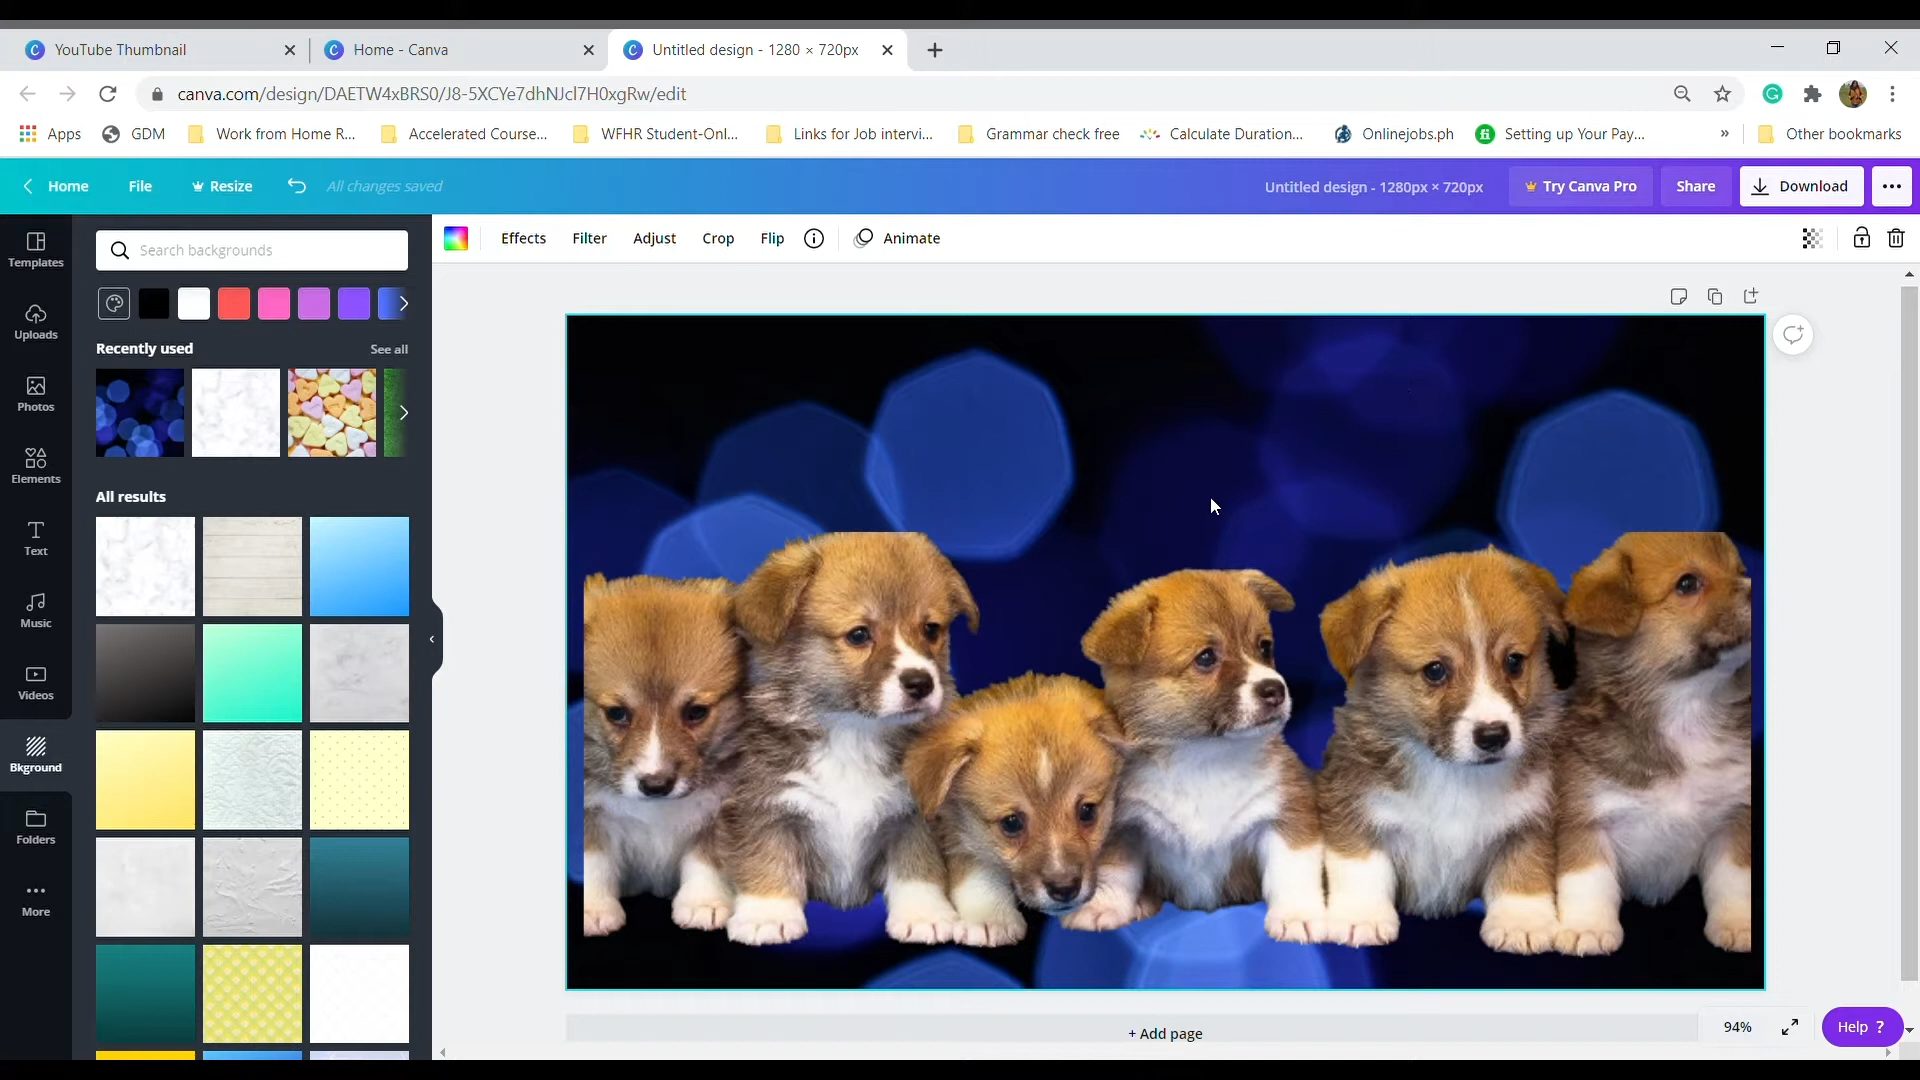 YouTube Thumbnail
Home - Canva
Untitled design - 1280 × 720px
canva.com/design/DAETW4xBRS0/J8-5XCYe7dhNJcl7H0xgRw/edit
Apps
GDM
Work from Home R...
Accelerated Course...
WFHR Student-Onl...
Links for Job intervi...
Grammar check free
Calculate Duration...
Onlinejobs.ph
Setting up Your Pay...
»
Other bookmarks
Home
File
Resize
All changes saved
Untitled design - 1280px × 720px
Try Canva Pro
Share
Download
Effects
Filter
Adjust
Crop
Flip
Animate
Templates
Uploads
Photos
Elements
Text
Music
Videos
Bkground
Folders
More
Search backgrounds
Recently used
See all
All results
+ Add page
94%
Help ?